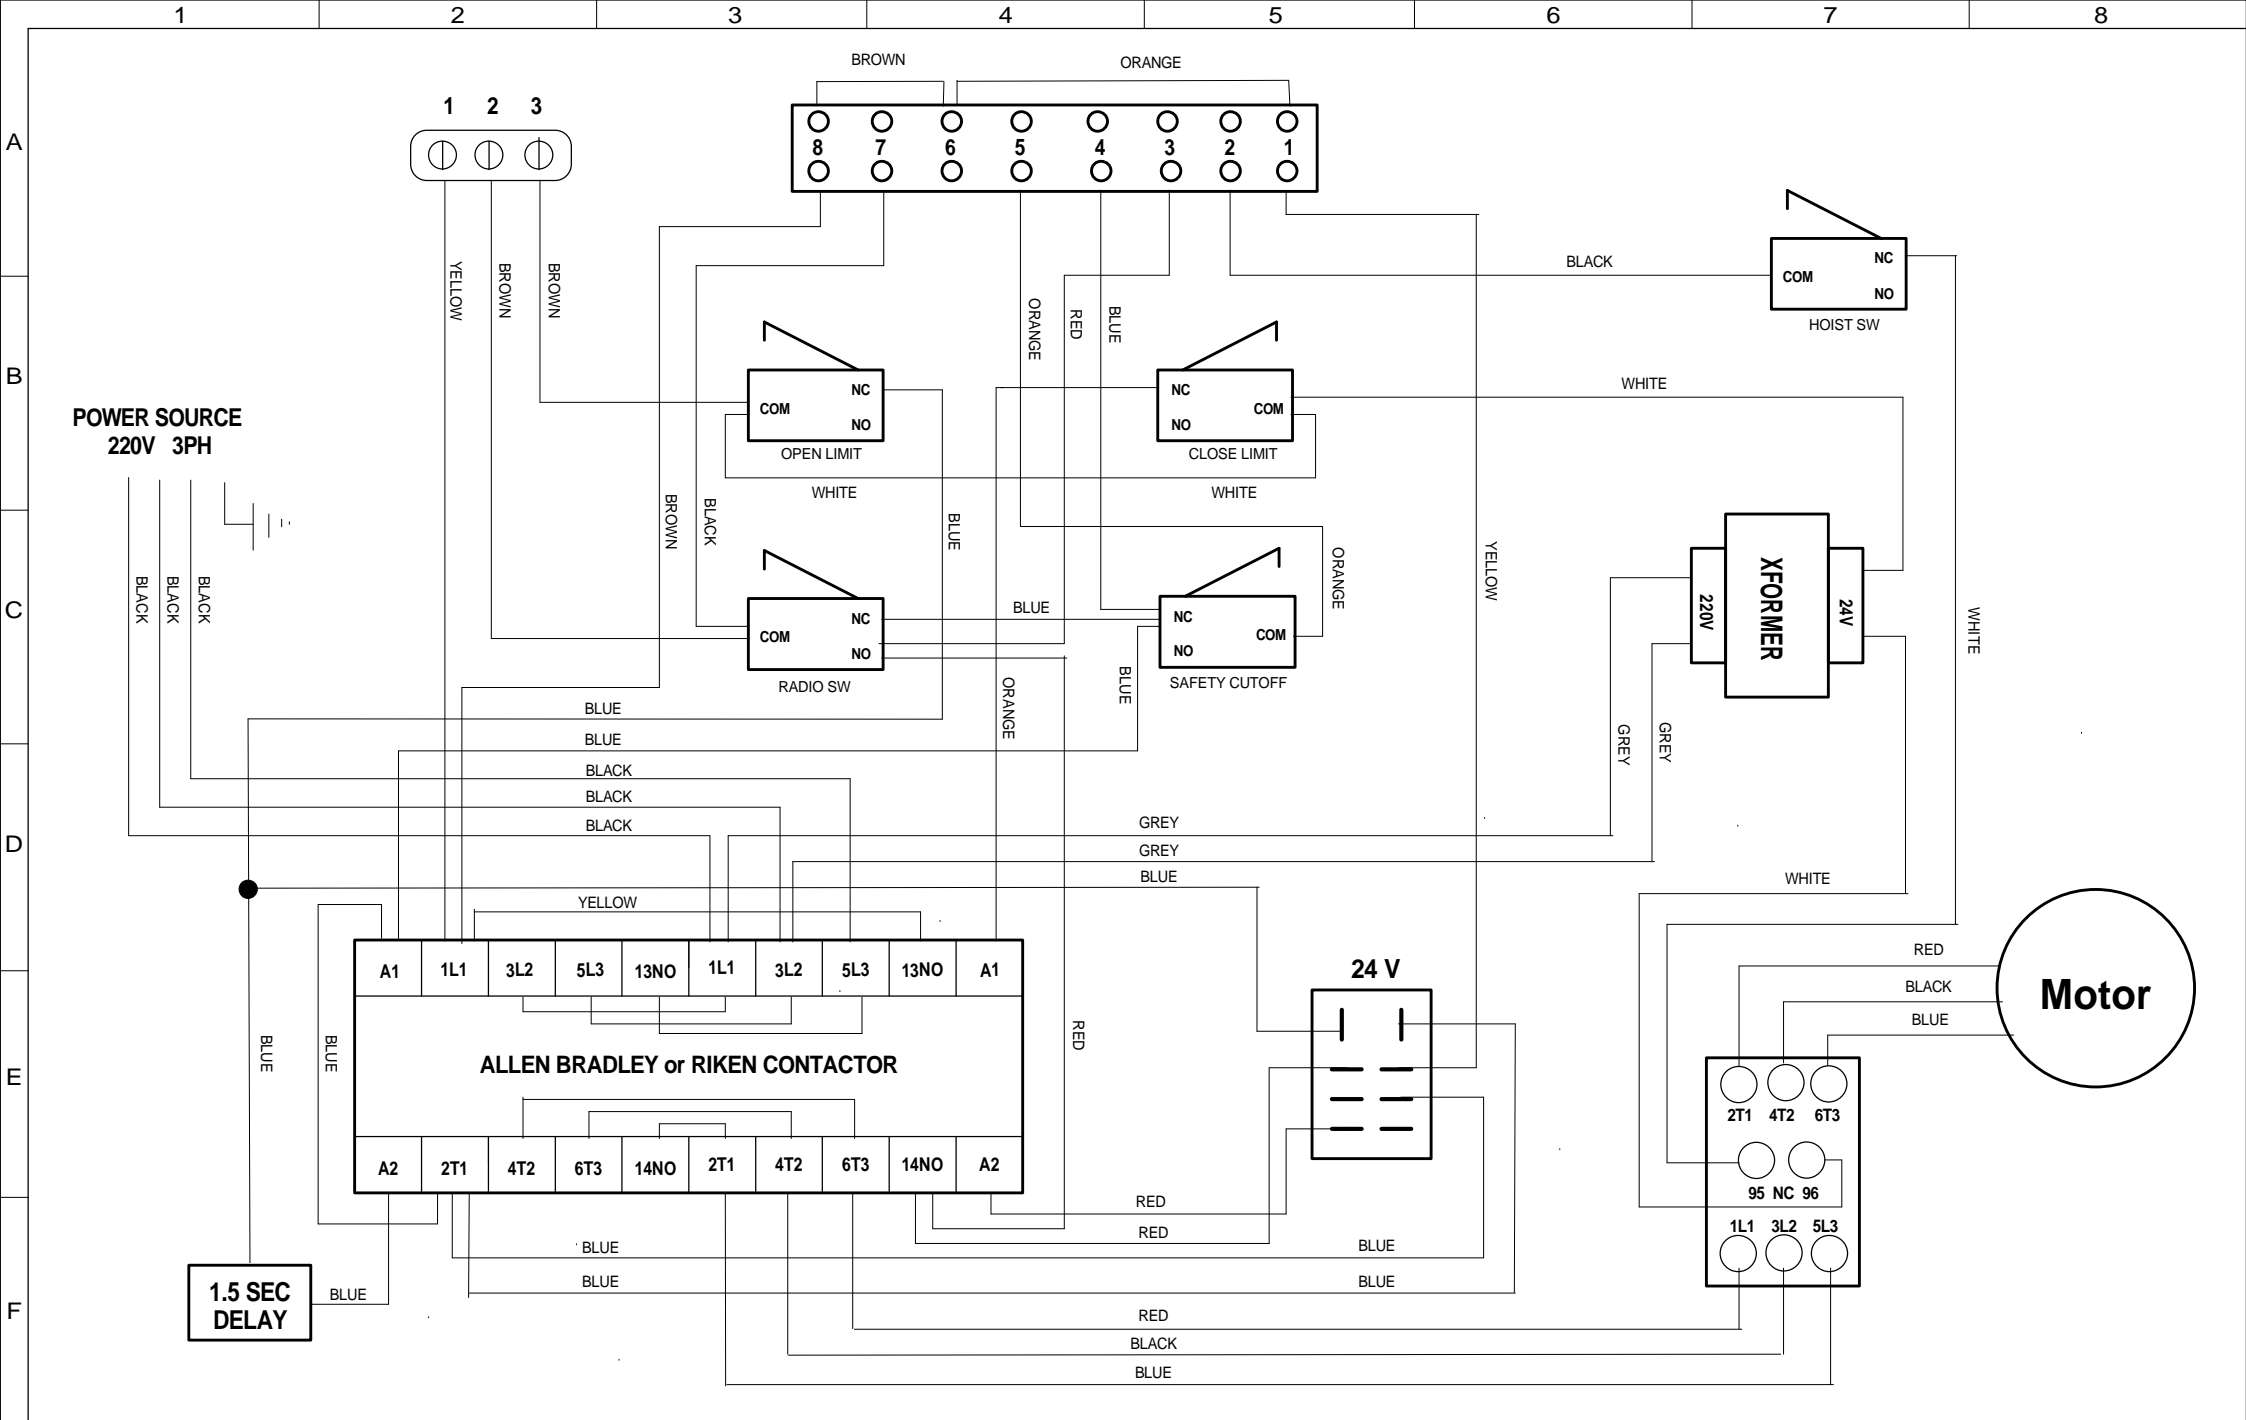 1 2 3 4 5 6 7 8
BROWN ORANGE
1 2 3
A
8 7 6 5 4 3 2 1
NC
COM
NO
HOIST SW
BLACK
YELLOW
BROWN
BROWN
ORANGE
RED
BLUE
B
NC
COM
NO
OPEN LIMIT
NC
COM
NO
CLOSE LIMIT
WHITE
POWER SOURCE
220V 3PH
WHITE WHITE
BROWN
BLACK
BLUE
ORANGE
YELLOW
C
BLACK
BLACK
BLACK
NC
COM
NO
RADIO SW
BLUE
NC
COM
NO
SAFETY CUTOFF
220V
XFORMER
24V
WHITE
BLUE
ORANGE
BLUE
BLUE
GREY
GREY
BLACK
BLACK
BLACK
D
GREY
GREY
BLUE
WHITE
YELLOW
A1 1L1 3L2 5L3 13NO 1L1 3L2 5L3 13NO A1
24 V
RED
BLACK
BLUE
Motor
BLUE
BLUE
RED
E
ALLEN BRADLEY or RIKEN CONTACTOR
2T1 4T2 6T3
A2 2T1 4T2 6T3 14NO 2T1 4T2 6T3 14NO A2
95 NC 96
1L1 3L2 5L3
RED
RED
BLUE BLUE
BLUE BLUE
1.5 SEC
DELAY
BLUE
F
RED
BLACK
BLUE